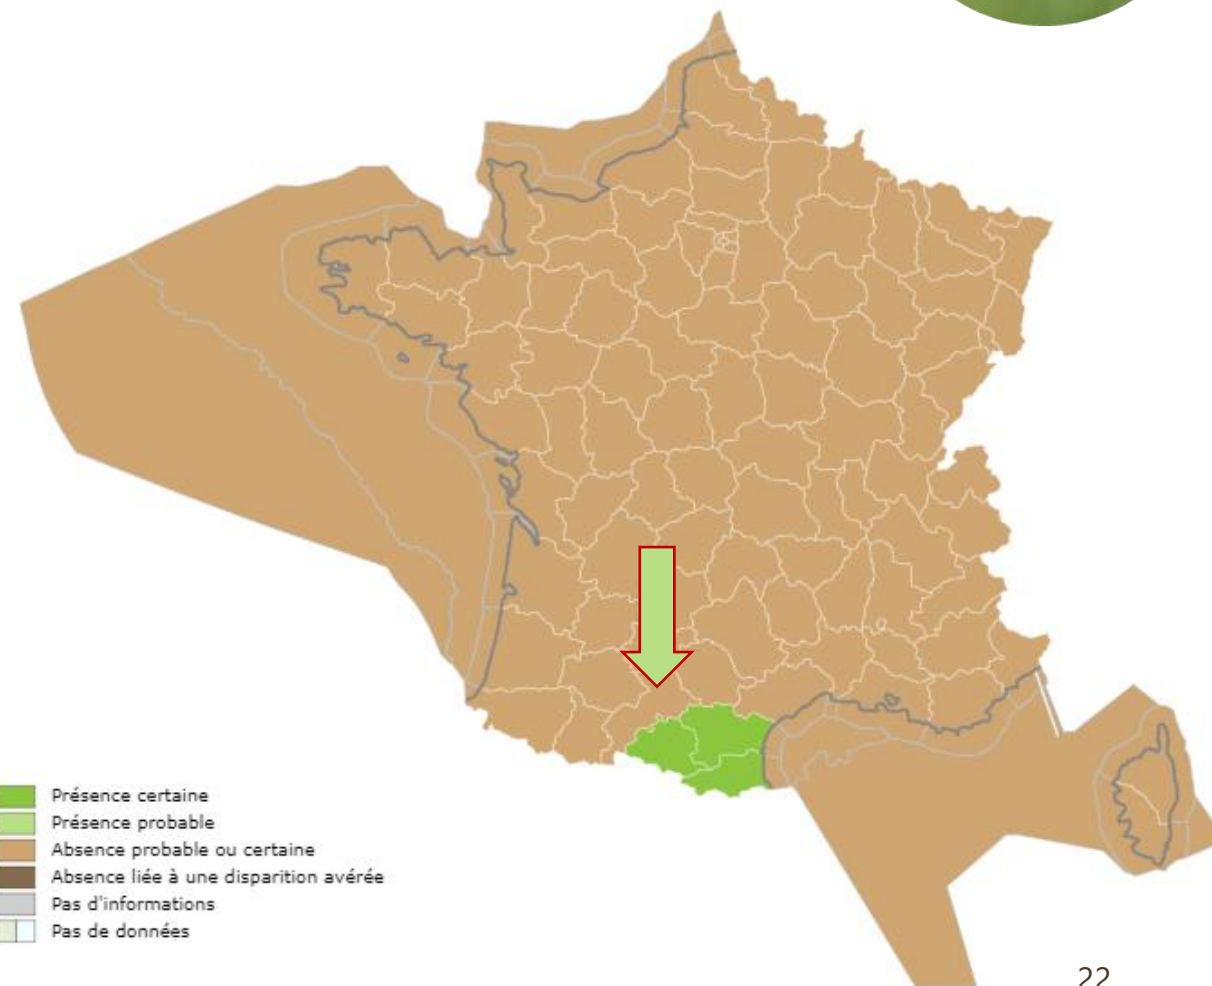 Présence certaine
Présence probable
Absence probable ou certaine
Absence liée à une disparition avérée
Pas d'informations
Pas de données
22